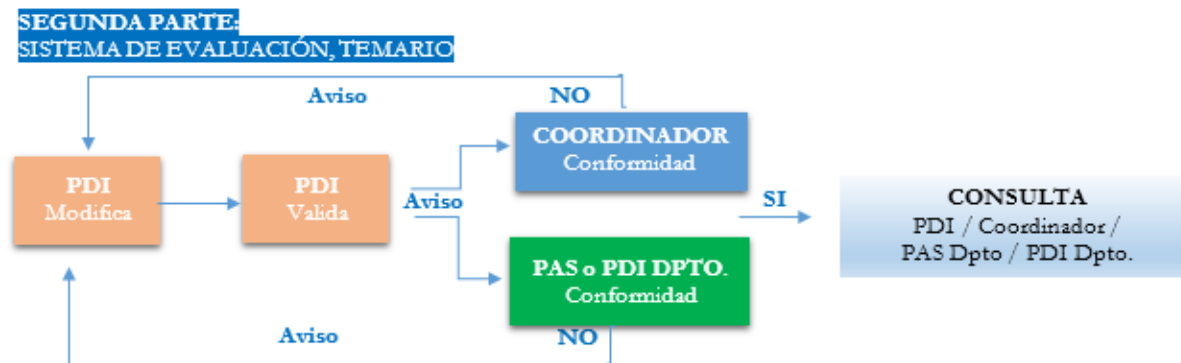 SEGUNDA PARTE:
SISTEMA DE EVALUACIÓN, TEMARIO
Aviso
NO
COORDINADOR
Conformidad
PDI
Modifica
PDI
Valida
Aviso
SI
CONSULTA
PDI / Coordinador /
PAS Dpto / PDI Dpto.
PAS o PDI DPTO.
Conformidad
Aviso
NO